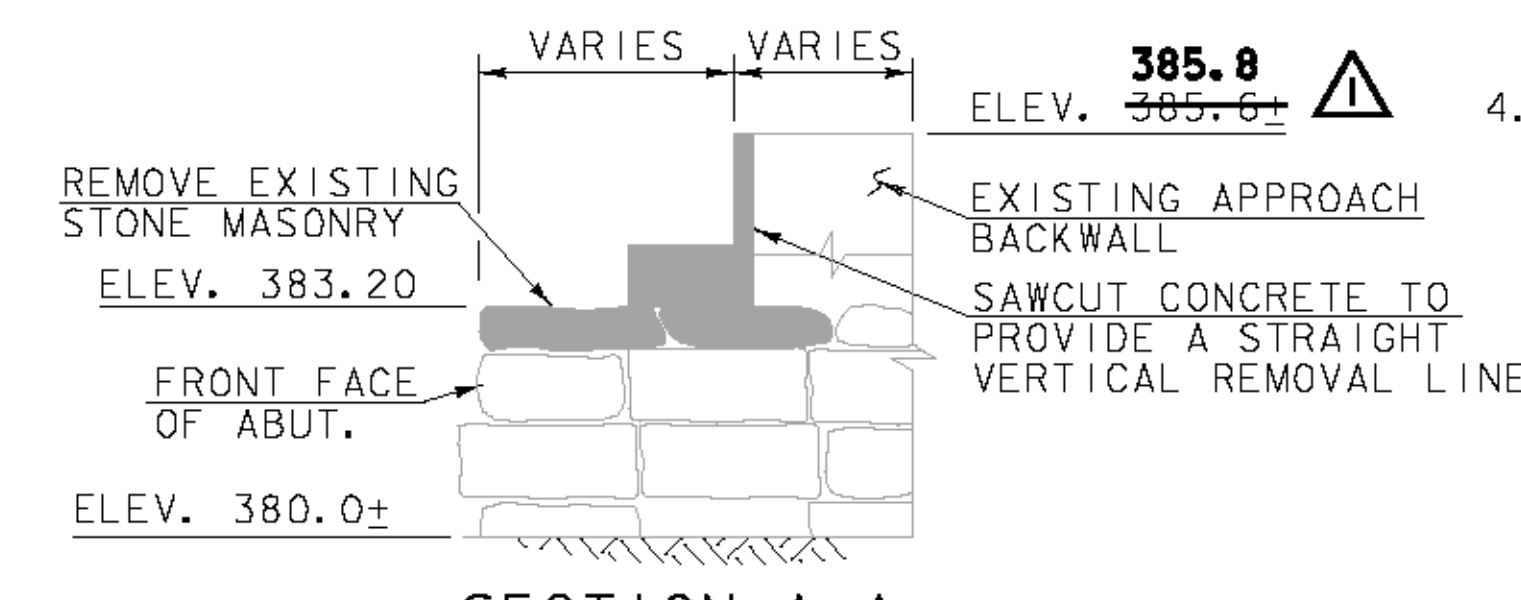 VARIES VARIES
385.8
ELEV. 385.6± 1 4.
REMOVE EXISTING
STONE MASONRY
ELEV. 383.20
EXISTING APPROACH
BACKWALL
SAWCUT CONCRETE TO
PROVIDE A STRAIGHT
VERTICAL REMOVAL LINE
FRONT FACE
OF ABUT.
ELEV. 380.0±
SECTION A-A